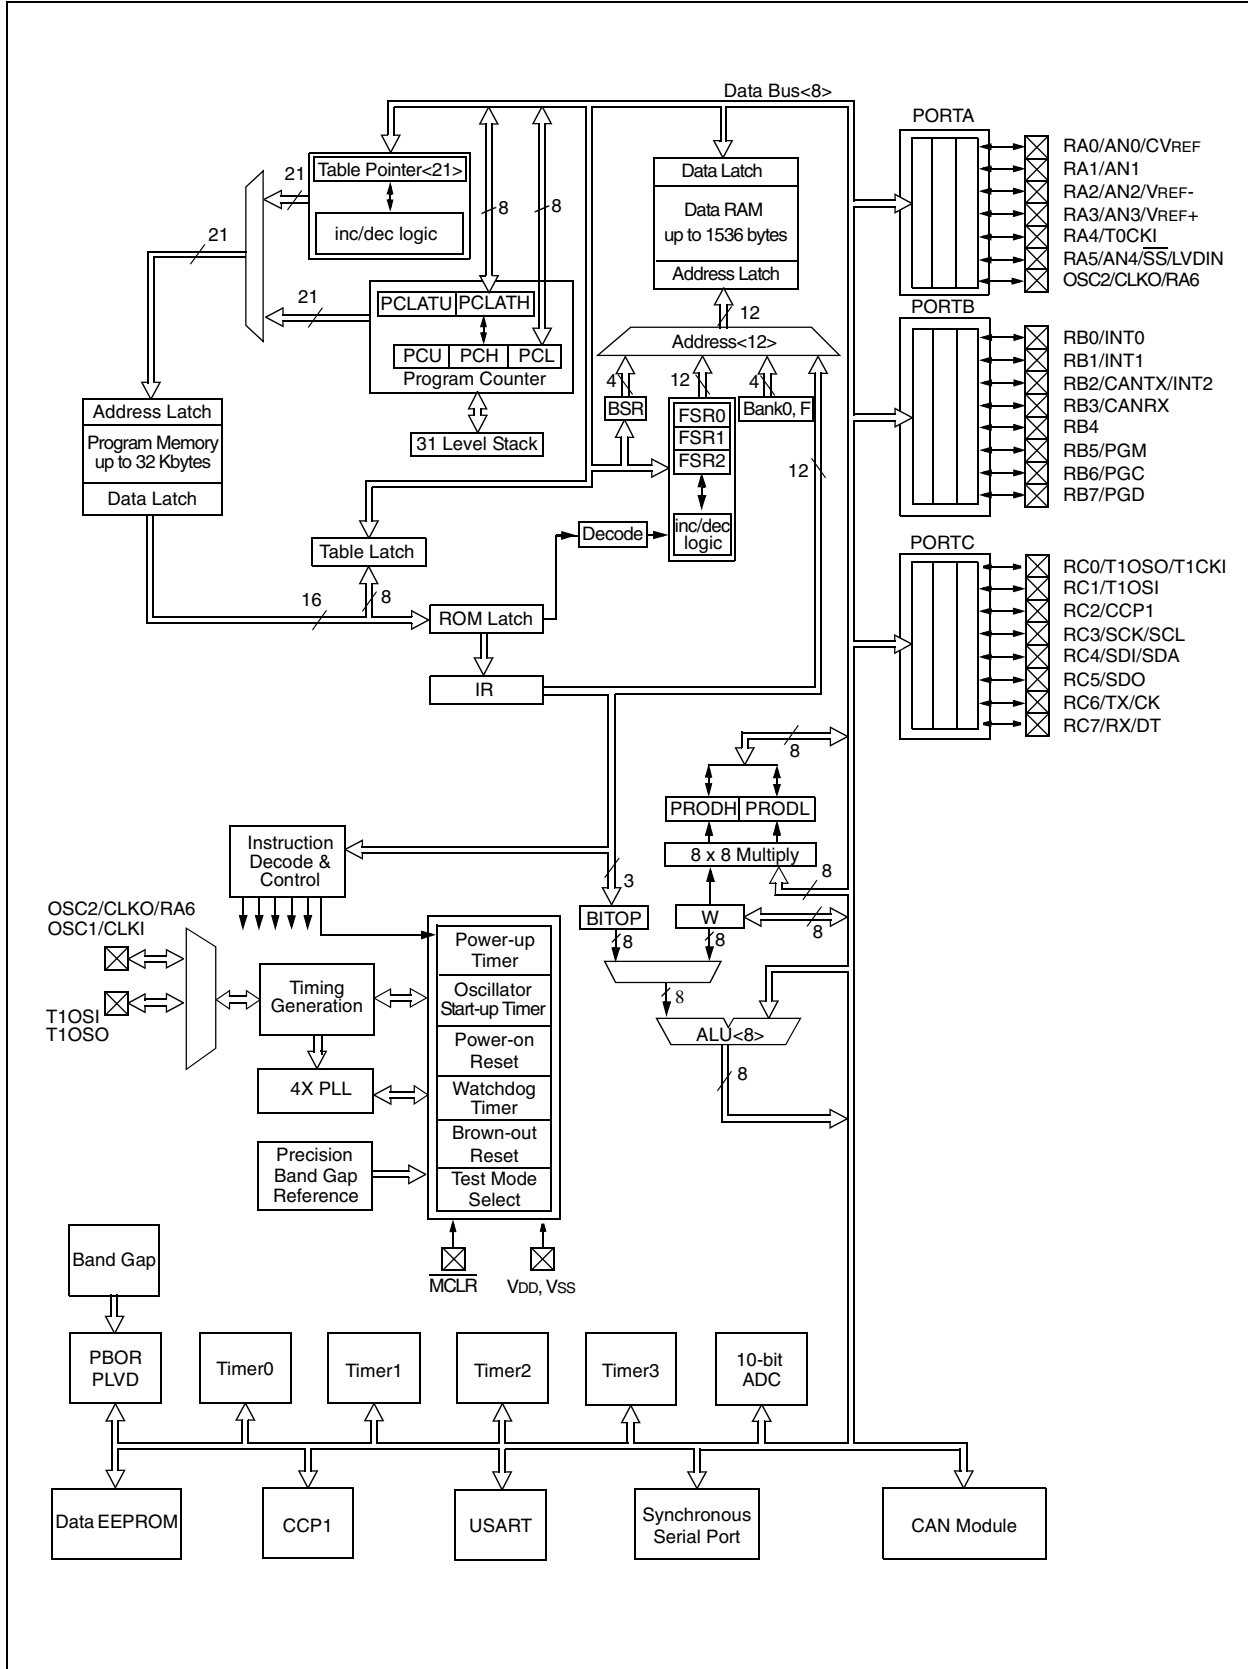 Data Bus<8>
PORTA
RA0/AN0/CVREF
RA1/AN1
RA2/AN2/VREF-
RA3/AN3/VREF+
RA4/T0CKI
RA5/AN4/SS/LVDIN
OSC2/CLKO/RA6
PORTB
RB0/INT0
RB1/INT1
RB2/CANTX/INT2
RB3/CANRX
RB4
RB5/PGM
RB6/PGC
RB7/PGD
PORTC
RC0/T1OSO/T1CKI
RC1/T1OSI
RC2/CCP1
RC3/SCK/SCL
RC4/SDI/SDA
RC5/SDO
RC6/TX/CK
RC7/RX/DT
21
Table Pointer<21>
inc/dec logic
8
8
21
21
PCLATU
PCLATH
PCU
PCH
PCL
Program Counter
31 Level Stack
Data Latch
Data RAM
up to 1536 bytes
Address Latch
12
Address<12>
4
12
4
BSR
FSR0
FSR1
FSR2
inc/dec
logic
Bank0, F
12
Address Latch
Program Memory
up to 32 Kbytes
Data Latch
Table Latch
Decode
16
8
ROM Latch
IR
8
PRODH
PRODL
8 x 8 Multiply
8
Instruction
Decode &
Control
3
BITOP
W
8
8
8
8
ALU<8>
8
OSC2/CLKO/RA6
OSC1/CLKI
T1OSI
T1OSO
Timing
Generation
4X PLL
Precision
Band Gap
Reference
Power-up
Timer
Oscillator
Start-up Timer
Power-on
Reset
Watchdog
Timer
Brown-out
Reset
Test Mode
Select
MCLR
VDD, VSS
Band Gap
PBOR
PLVD
Timer0
Timer1
Timer2
Timer3
10-bit
ADC
Data EEPROM
CCP1
USART
Synchronous
Serial Port
CAN Module